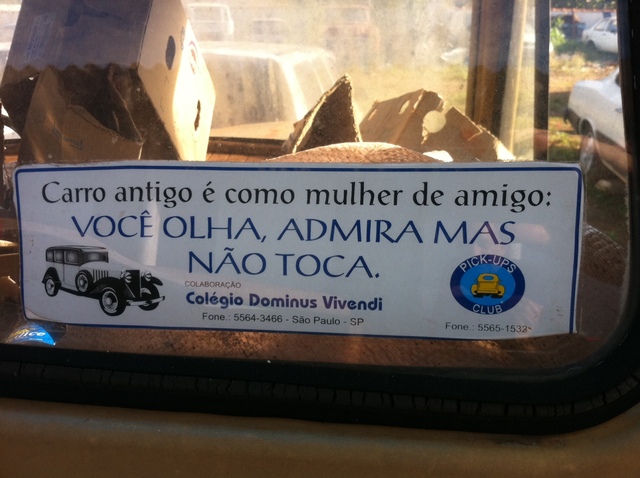 Carro antigo é como mulher de amigo:
VOCÊ OLHA, ADMIRA MAS
NÃO TOCA.
COLABORAÇÃO
Colégio Dominus Vivendi
Fone.: 5564-3466 - São Paulo - SP
PICK-UPS
CLUB
Fone.: 5565-1533